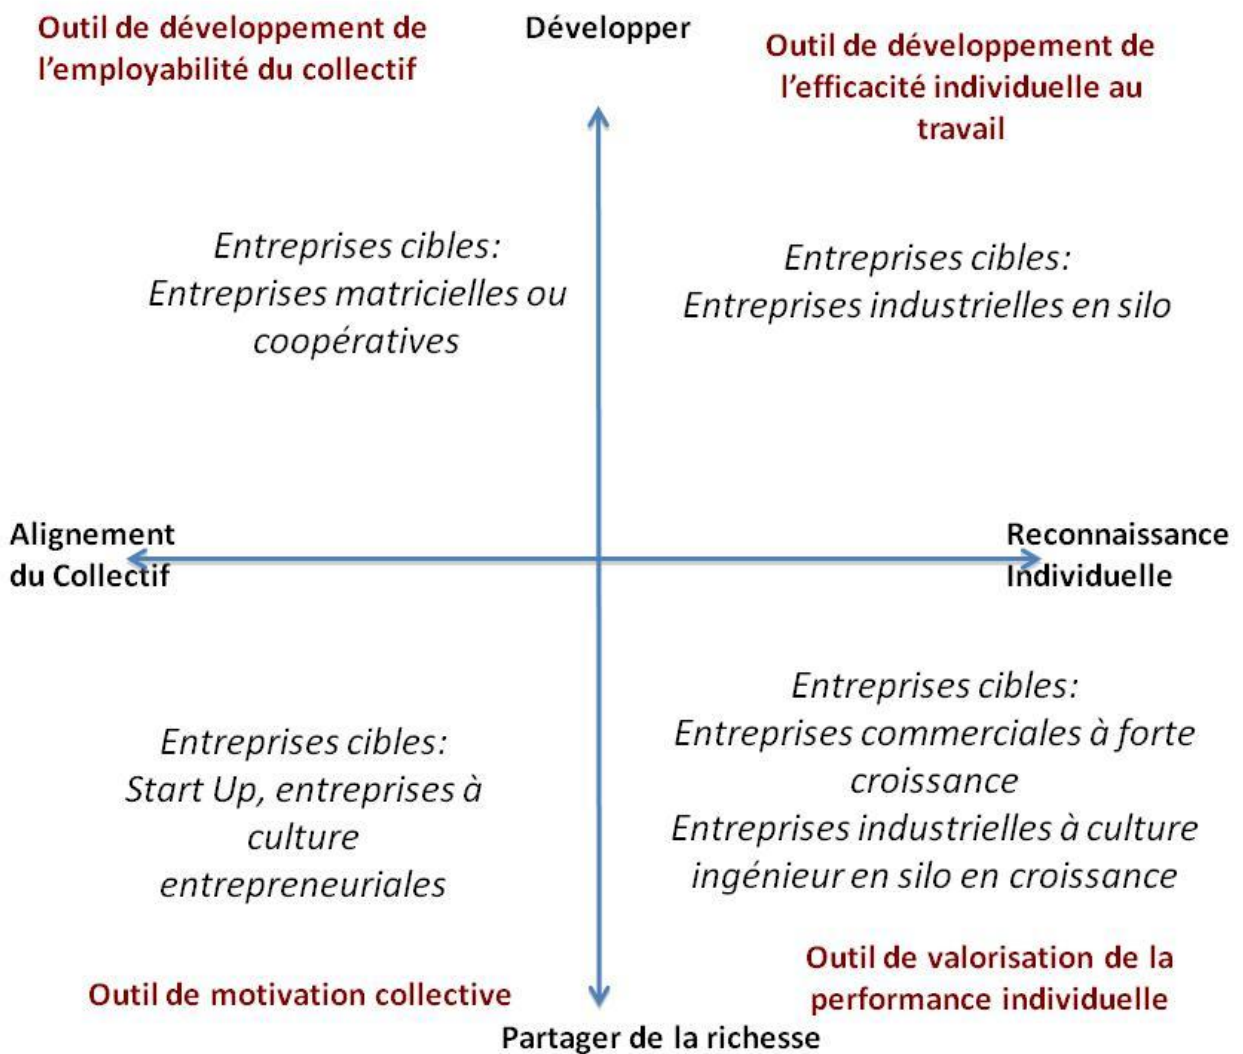 Outil de développement de
l'employabilité du collectif
Développer
Outil de développement de
l'efficacité individuelle au
travail
Entreprises cibles:
Entreprises matricielles ou
coopératives
Entreprises cibles:
Entreprises industrielles en silo
Alignement
du Collectif
Reconnaissance
Individuelle
Entreprises cibles:
Start Up, entreprises à
culture
entrepreneuriales
Entreprises cibles:
Entreprises commerciales à forte
croissance
Entreprises industrielles à culture
ingénieur en silo en croissance
Outil de motivation collective
Outil de valorisation de la
performance individuelle
Partager de la richesse